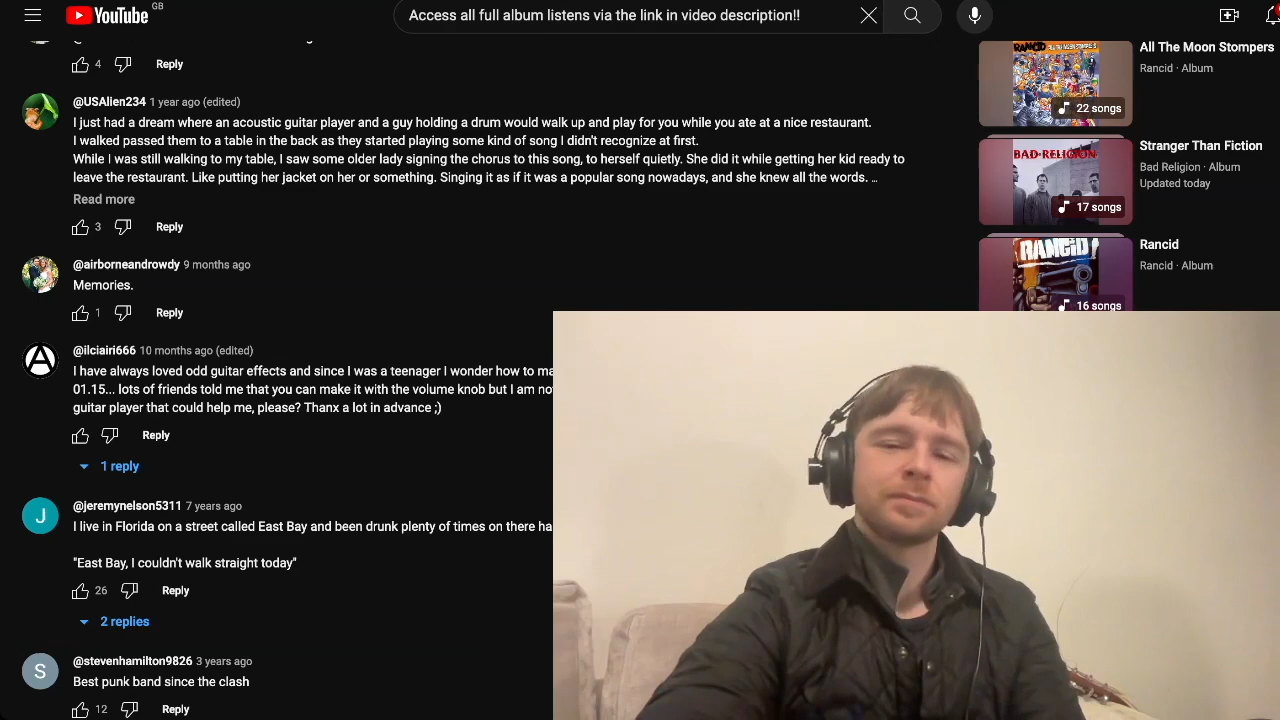 YouTube GB
Access all full album listens via the link in video description!!
4 Reply
@USAlien234 1 year ago (edited)
I just had a dream where an acoustic guitar player and a guy holding a drum would walk up and play for you while you ate at a nice restaurant.
I walked passed them to a table in the back as they started playing some kind of song I didn't recognize at first.
While I was still walking to my table, I saw some older lady signing the chorus to this song, to herself quietly. She did it while getting her kid ready to
leave the restaurant. Like putting her jacket on her or something. Singing it as if it was a popular song nowadays, and she knew all the words. ...
Read more
3 Reply
@airborneandrowdy 9 months ago
Memories.
1 Reply
@ilciairi666 10 months ago (edited)
I have always loved odd guitar effects and since I was a teenager I wonder how to ma
01.15... lots of friends told me that you can make it with the volume knob but I am no
guitar player that could help me, please? Thanx a lot in advance ;)
Reply
1 reply
J @jeremynelson5311 7 years ago
I live in Florida on a street called East Bay and been drunk plenty of times on there ha
"East Bay, I couldn't walk straight today"
26 Reply
2 replies
S @stevenhamilton9826 3 years ago
Best punk band since the clash
12 Reply
RANCID
22 songs
All The Moon Stompers
Rancid · Album
BAD·RELIGION
17 songs
Stranger Than Fiction
Bad Religion · Album
Updated today
RANCID
16 songs
Rancid
Rancid · Album